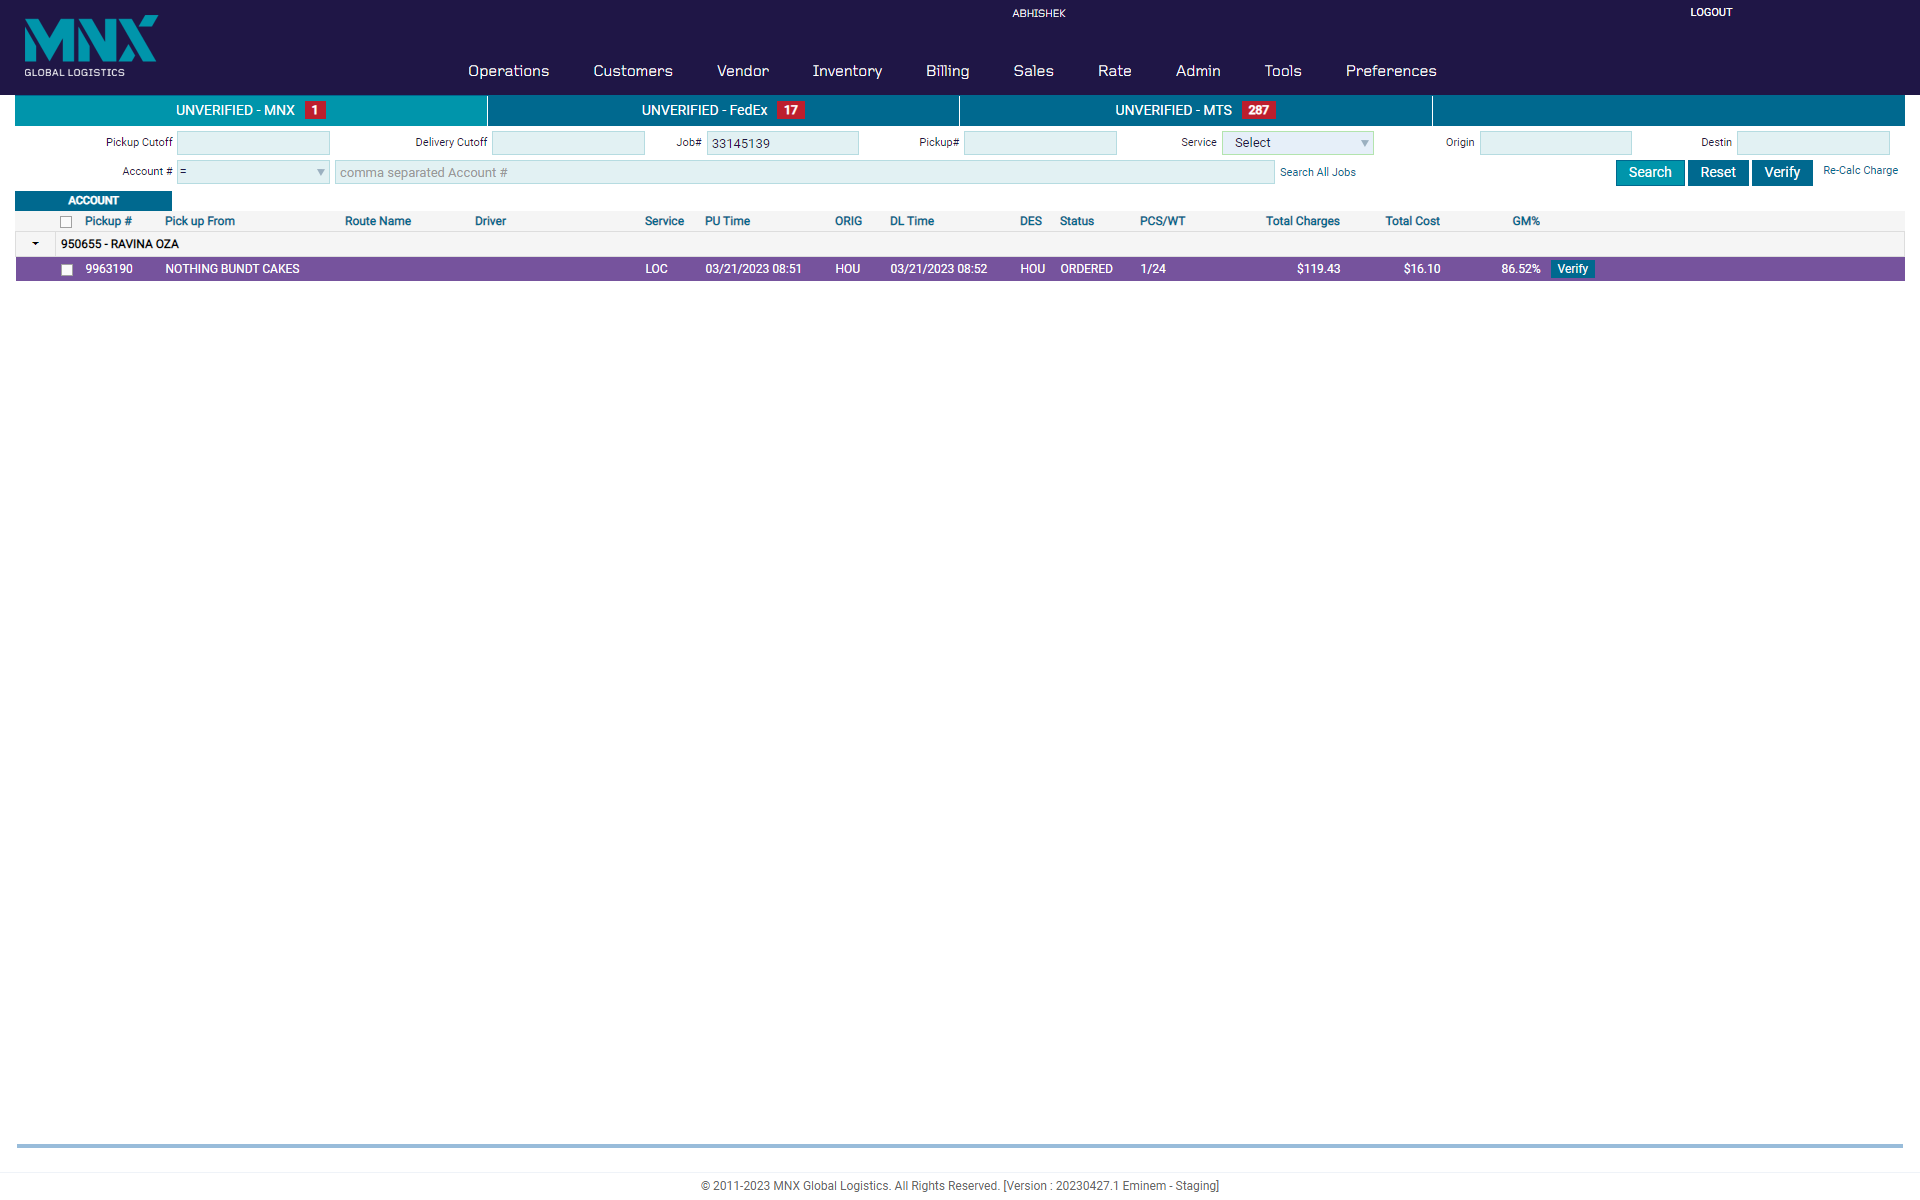 MNX
GLOBAL LOGISTICS
ABHISHEK
LOGOUT
Operations Customers Vendor Inventory Billing Sales Rate Admin Tools Preferences
UNVERIFIED - MNX 1 UNVERIFIED - FedEx 17 UNVERIFIED - MTS 287
Pickup Cutoff Delivery Cutoff Job# 33145139 Pickup# Service Select Origin Destin
Account # = comma separated Account # Search All Jobs Search Reset Verify Re-Calc Charge
ACCOUNT
Pickup # Pick up From Route Name Driver Service PU Time ORIG DL Time DES Status PCS/WT Total Charges Total Cost GM%
950655 - RAVINA OZA
9963190 NOTHING BUNDT CAKES LOC 03/21/2023 08:51 HOU 03/21/2023 08:52 HOU ORDERED 1/24 $119.43 $16.10 86.52% Verify
© 2011-2023 MNX Global Logistics. All Rights Reserved. [Version : 20230427.1 Eminem - Staging]